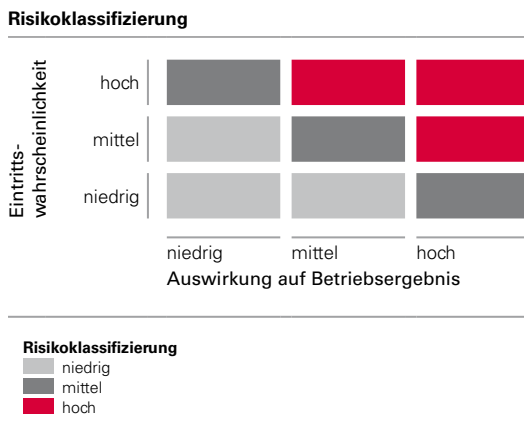 Risikoklassifizierung
Eintritts-
wahrscheinlichkeit
hoch
mittel
niedrig
niedrig mittel hoch
Auswirkung auf Betriebsergebnis
Risikoklassifizierung
niedrig
mittel
hoch